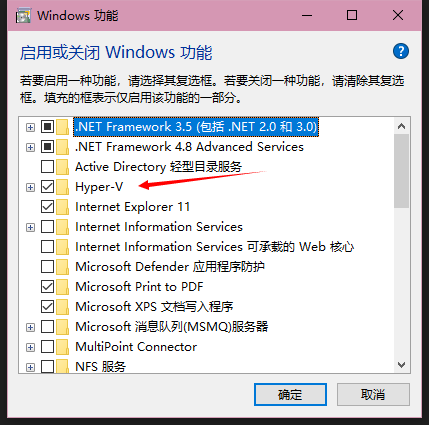 Windows 功能
启用或关闭 Windows 功能
若要启用一种功能，请选择其复选框。若要关闭一种功能，请清除其复选
框。填充的框表示仅启用该功能的一部分。
.NET Framework 3.5 (包括 .NET 2.0 和 3.0)
.NET Framework 4.8 Advanced Services
Active Directory 轻型目录服务
Hyper-V
Internet Explorer 11
Internet Information Services
Internet Information Services 可承载的 Web 核心
Microsoft Defender 应用程序防护
Microsoft Print to PDF
Microsoft XPS 文档写入程序
Microsoft 消息队列(MSMQ)服务器
MultiPoint Connector
NFS 服务
确定
取消